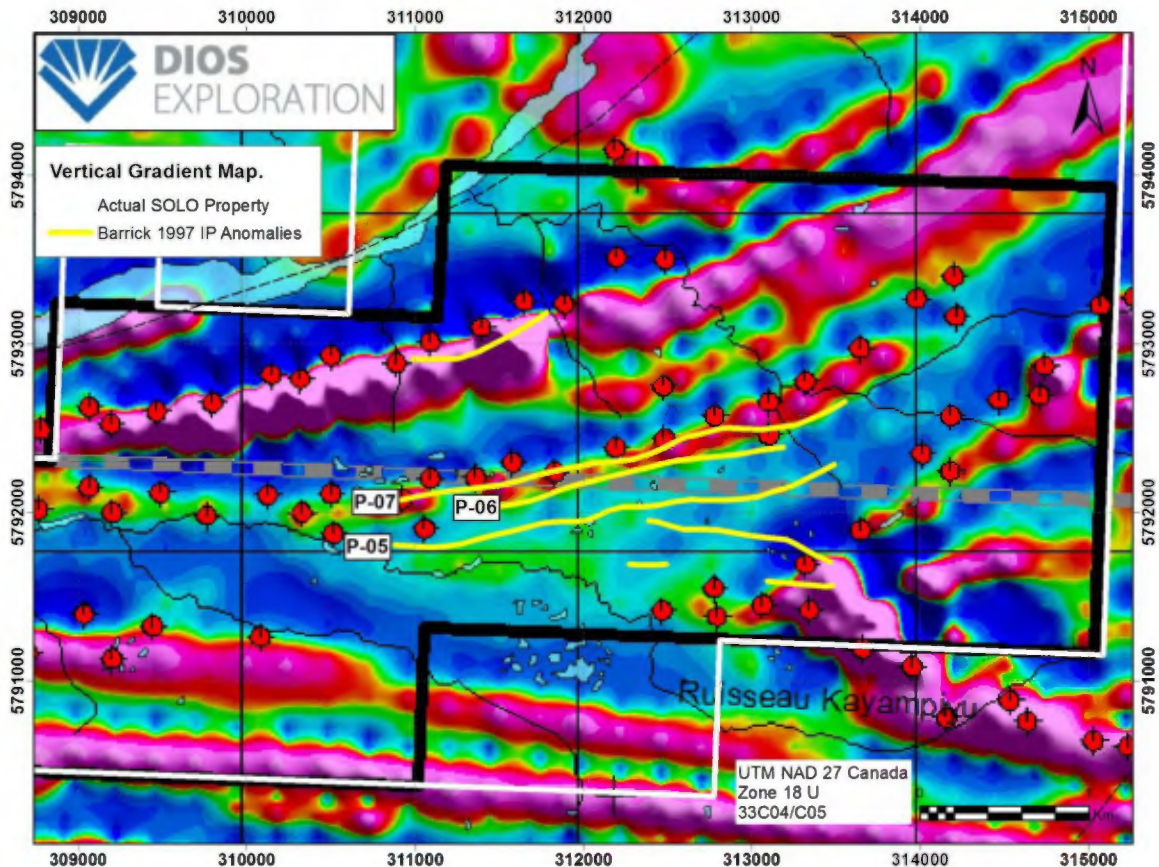 309000 310000 311000 312000 313000 314000 315000
DIOS
EXPLORATION
N
Vertical Gradient Map.
Actual SOLO Property
Barrick 1997 IP Anomalies
5794000 5794000
5793000 5793000
P-07
P-06
5792000 5792000
P-05
5791000 5791000
Ruisseau Kayampivu
UTM NAD 27 Canada
Zone 18 U
33C04/C05
Km
309000 310000 311000 312000 313000 314000 315000